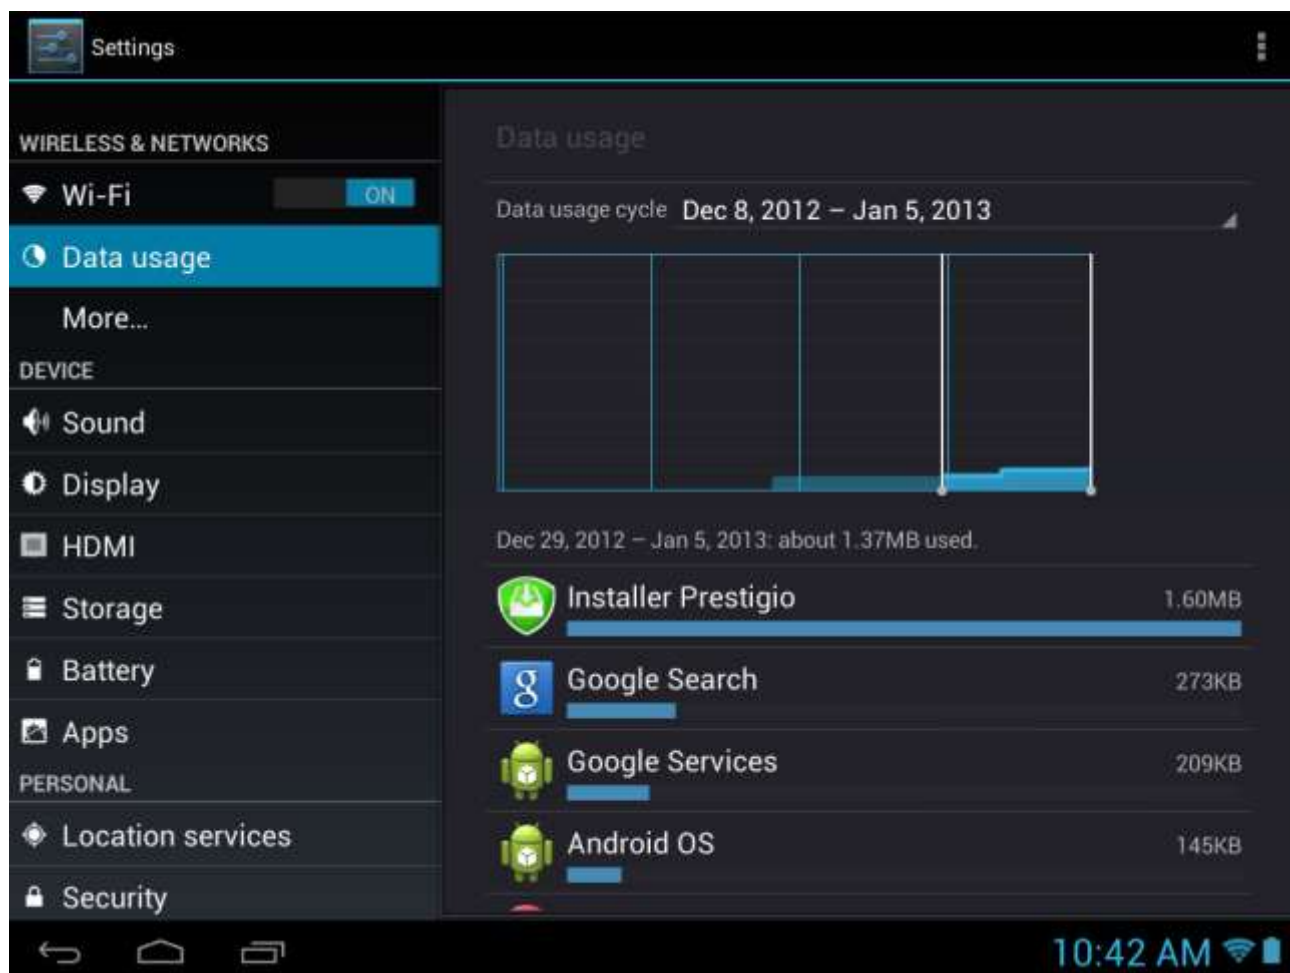 Settings
WIRELESS & NETWORKS
Wi-Fi ON
Data usage
More...
DEVICE
Sound
Display
HDMI
Storage
Battery
Apps
PERSONAL
Location services
Security
Data usage
Data usage cycle Dec 8, 2012 – Jan 5, 2013
Dec 29, 2012 – Jan 5, 2013: about 1.37MB used.
Installer Prestigio 1.60MB
g
Google Search 273KB
Google Services 209KB
Android OS 145KB
10:42 AM